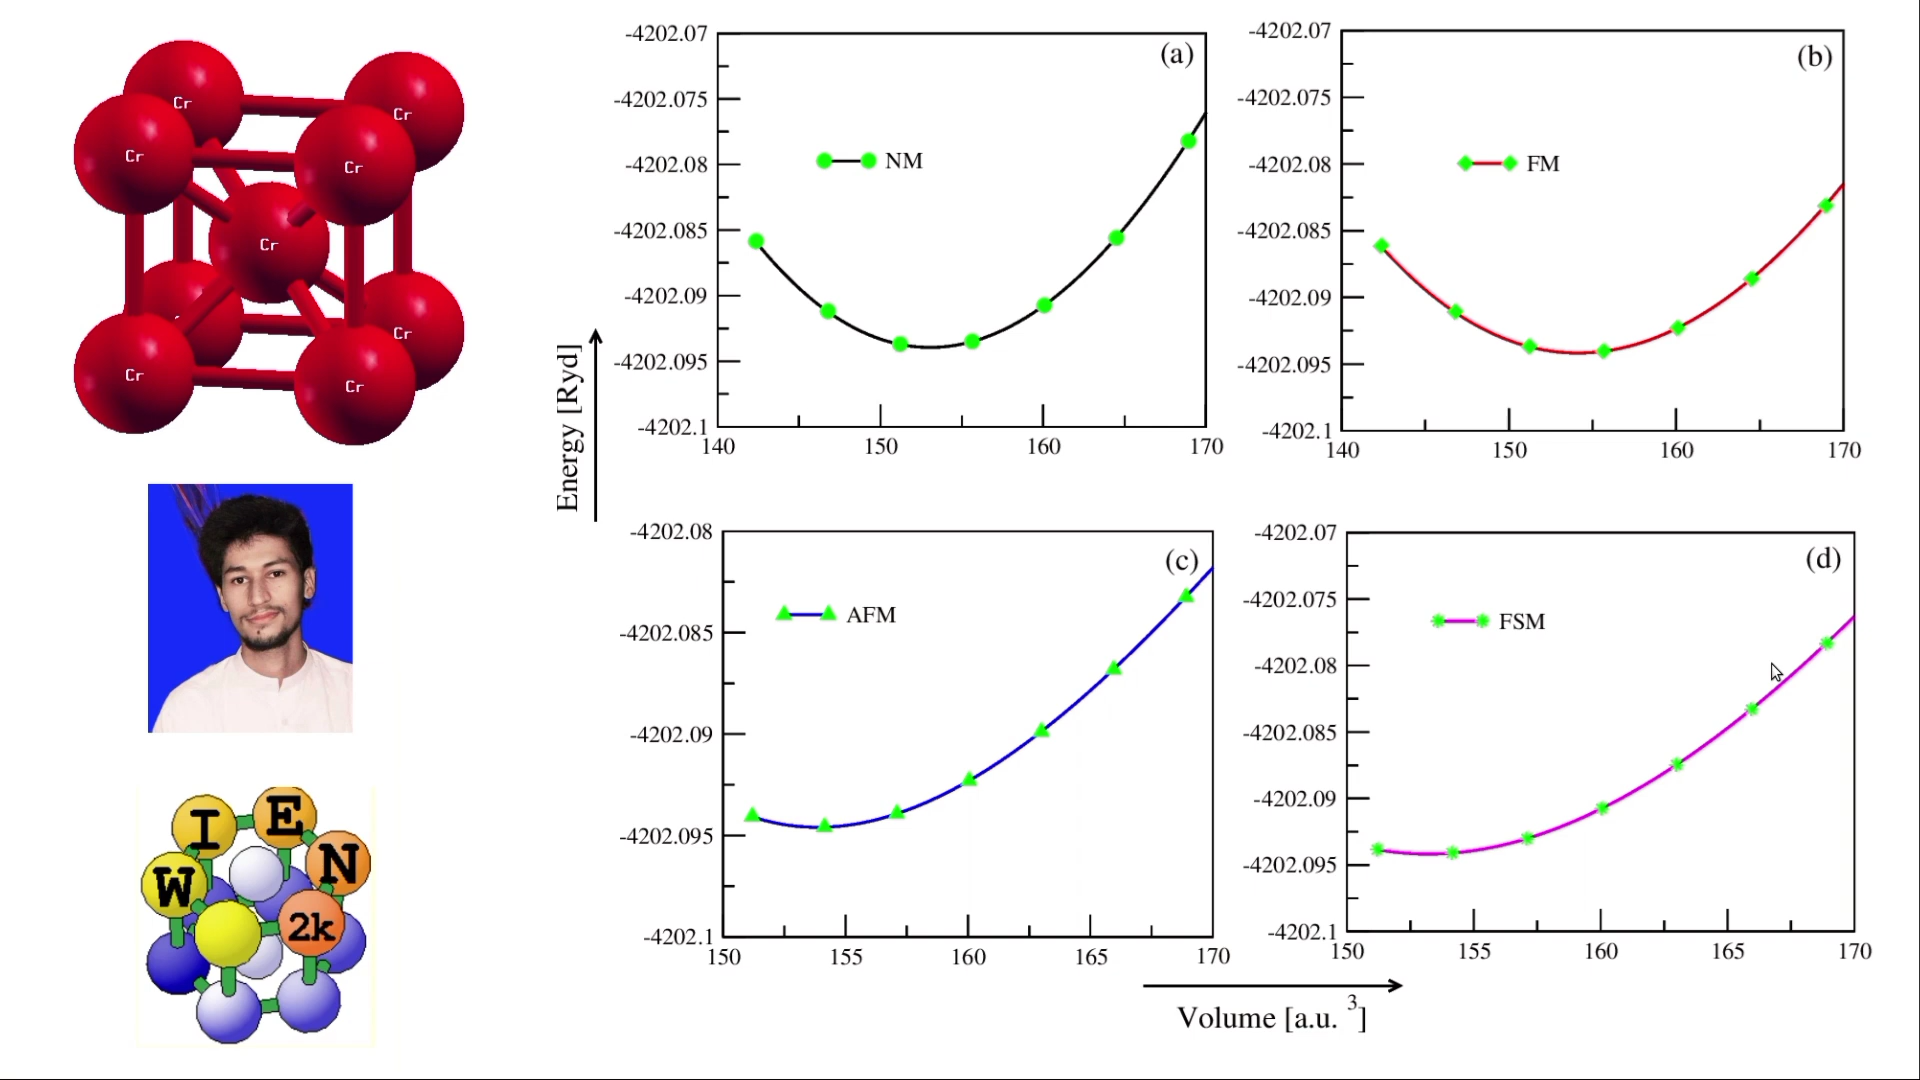 Cr
Cr
Cr
Cr
Cr
Cr
Cr
Cr
W I E N 2k
Energy [Ryd]
(a)
NM
-4202.07
-4202.075
-4202.08
-4202.085
-4202.09
-4202.095
-4202.1
140 150 160 170
(b)
FM
-4202.07
-4202.075
-4202.08
-4202.085
-4202.09
-4202.095
-4202.1
140 150 160 170
(c)
AFM
-4202.08
-4202.085
-4202.09
-4202.095
-4202.1
150 155 160 165 170
(d)
FSM
-4202.07
-4202.075
-4202.08
-4202.085
-4202.09
-4202.095
-4202.1
150 155 160 165 170
Volume [a.u. 3]